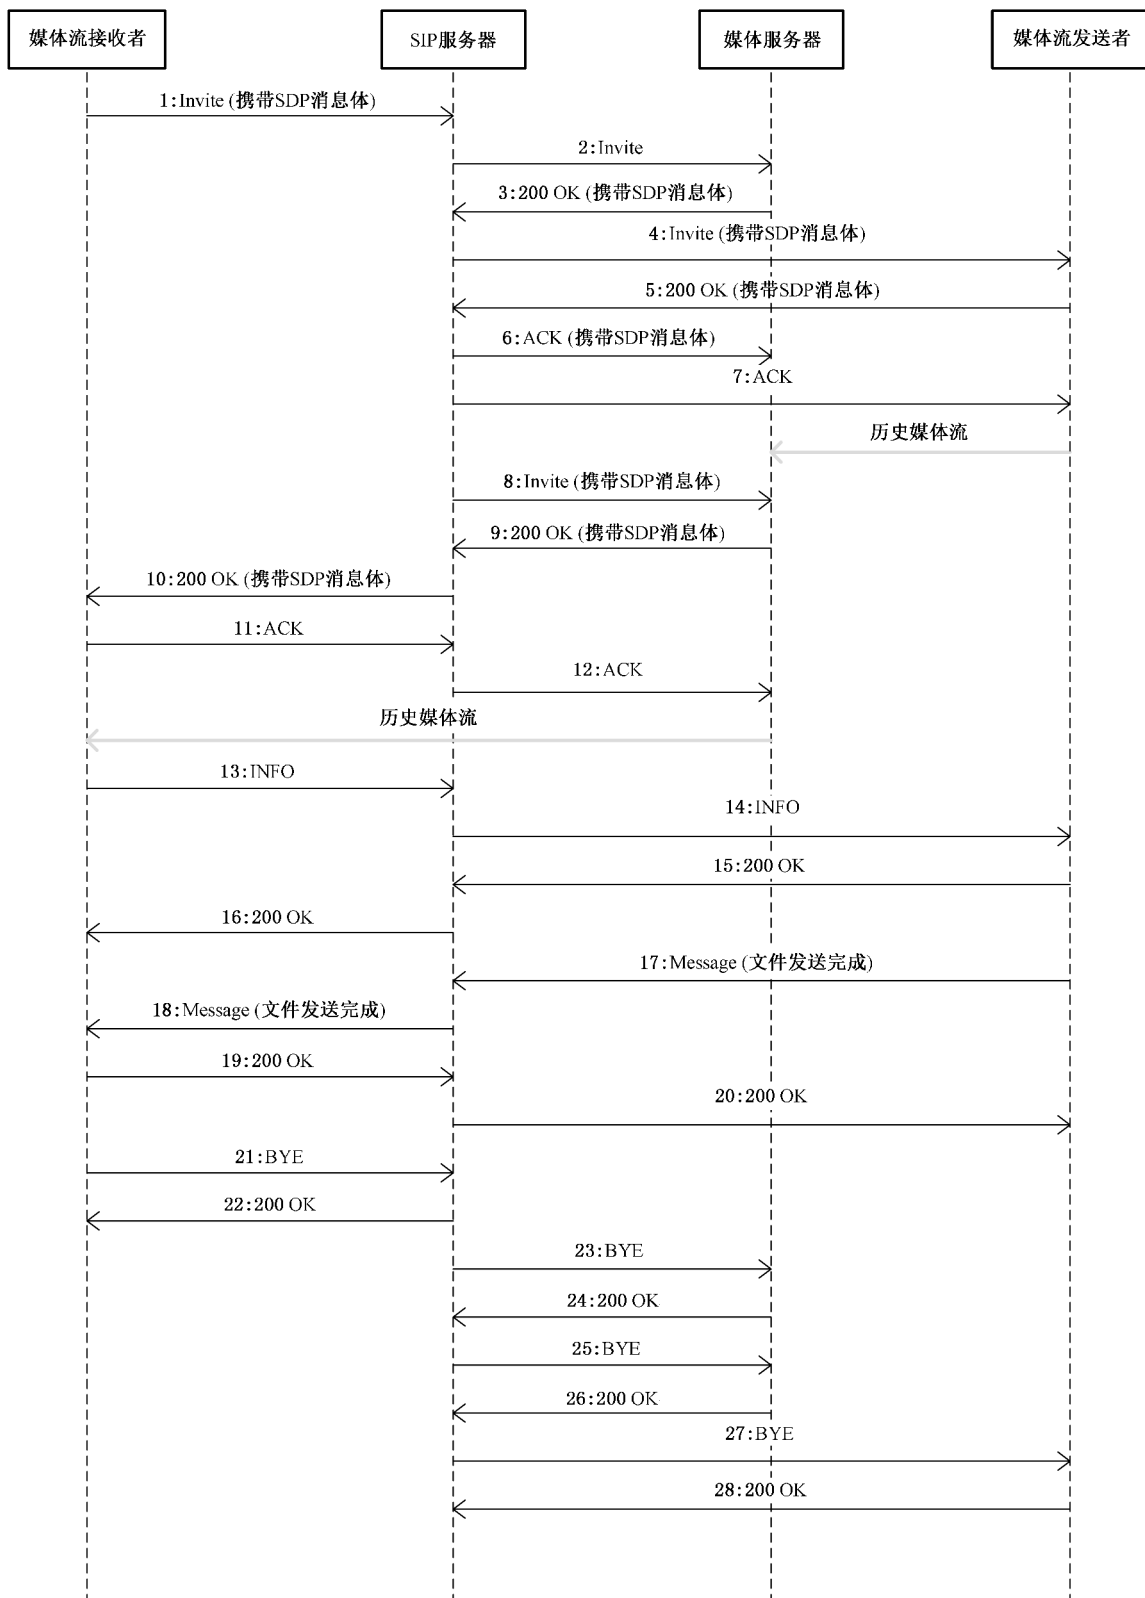 媒体流接收者
SIP服务器
媒体服务器
媒体流发送者
1:Invite (携带SDP消息体)
2:Invite
3:200 OK (携带SDP消息体)
4:Invite (携带SDP消息体)
5:200 OK (携带SDP消息体)
6:ACK (携带SDP消息体)
7:ACK
历史媒体流
8:Invite (携带SDP消息体)
9:200 OK (携带SDP消息体)
10:200 OK (携带SDP消息体)
11:ACK
12:ACK
历史媒体流
13:INFO
14:INFO
15:200 OK
16:200 OK
17:Message (文件发送完成)
18:Message (文件发送完成)
19:200 OK
20:200 OK
21:BYE
22:200 OK
23:BYE
24:200 OK
25:BYE
26:200 OK
27:BYE
28:200 OK